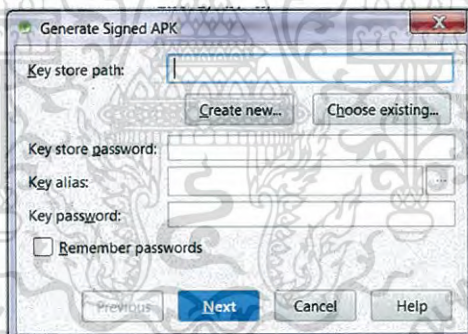 Generate Signed APK
Key store path:
Create new... Choose existing...
Key store password:
Key alias:
...
Key password:
Remember passwords
Previous Next Cancel Help